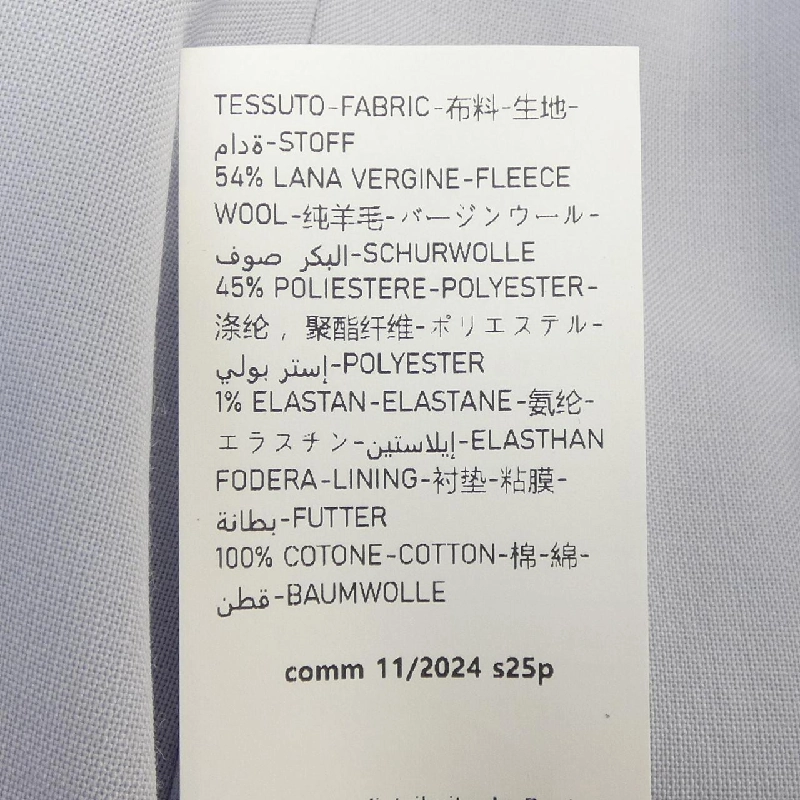 TESSUTO-FABRIC-布料-生地-
ةدام-STOFF
54% LANA VERGINE-FLEECE
WOOL-纯羊毛-バージンウール-
البكر صوف-SCHURWOLLE
45% POLIESTERE-POLYESTER-
涤纶，聚酯纤维-ポリエステル-
إستر بولي-POLYESTER
1% ELASTAN-ELASTANE-氨纶-
エラスチン-إيلاستين-ELASTHAN
FODERA-LINING-衬垫-粘膜-
بطانة-FUTTER
100% COTONE-COTTON-棉-綿-
قطن-BAUMWOLLE
comm 11/2024 s25p